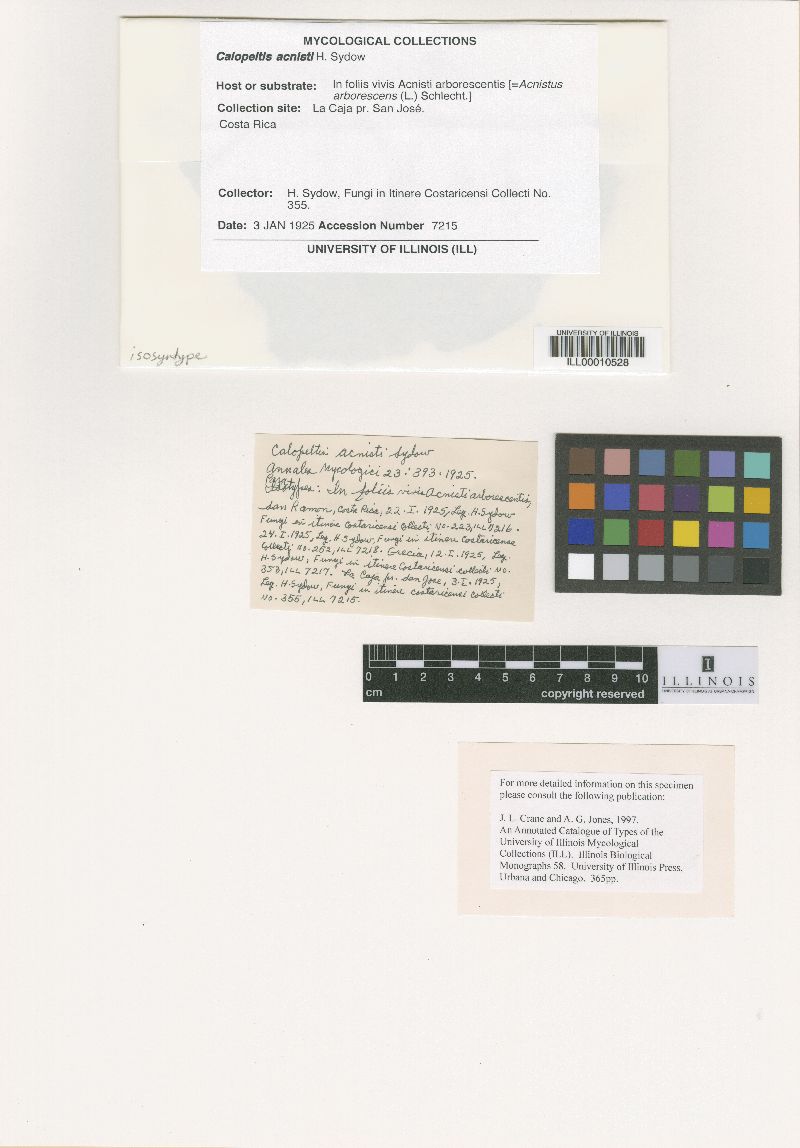 MYCOLOGICAL COLLECTIONS
Calopeltis acnisti H. Sydow
Host or substrate: In foliis vivis Acnisti arborescentis [=Acnistus
arborescens (L.) Schlecht.]
Collection site: La Caja pr. San José.
Costa Rica
Collector: H. Sydow, Fungi in Itinere Costaricensi Collecti No.
355.
Date: 3 JAN 1925 Accession Number 7215
UNIVERSITY OF ILLINOIS (ILL)
isosyntype
UNIVERSITY OF ILLINOIS
ILL00010528
Calopeltis acnisti Sydow
Annales Mycologici 23: 393. 1925.
In foliis vivis Acnisti arborescentis,
San Ramon, Costa Rica, 22. I. 1925, Leg. H. Sydow
Fungi in itinere Costaricensi collecti No. 223, ILL 7216.
24. I. 1925, Leg. H. Sydow, Fungi in itinere Costaricense
Collecti No. 252, ILL 7218. Grecia, 12. I. 1925, Leg.
H. Sydow, Fungi in itinere Costaricensi collecti No.
353, ILL 7217. La Caja pr. San Jose, 3. I. 1925,
Leg. H. Sydow, Fungi in itinere costaricensi collecti
No. 355, ILL 7215.
0 1 2 3 4 5 6 7 8 9 10
cm copyright reserved
I
ILLINOIS
UNIVERSITY OF ILLINOIS AT URBANA-CHAMPAIGN
For more detailed information on this specimen
please consult the following publication:
J. L. Crane and A. G. Jones, 1997.
An Annotated Catalogue of Types of the
University of Illinois Mycological
Collections (ILL). Illinois Biological
Monographs 58. University of Illinois Press,
Urbana and Chicago. 365pp.